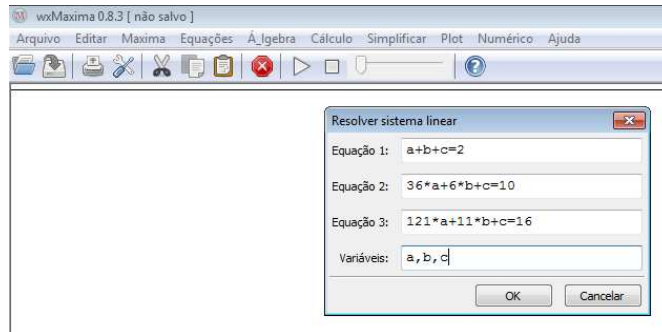 wxMaxima 0.8.3 [ não salvo ]
Arquivo Editar Maxima Equações Á_lgebra Cálculo Simplificar Plot Numérico Ajuda
Resolver sistema linear
Equação 1: a+b+c=2
Equação 2: 36*a+6*b+c=10
Equação 3: 121*a+11*b+c=16
Variáveis: a,b,c
OK Cancelar